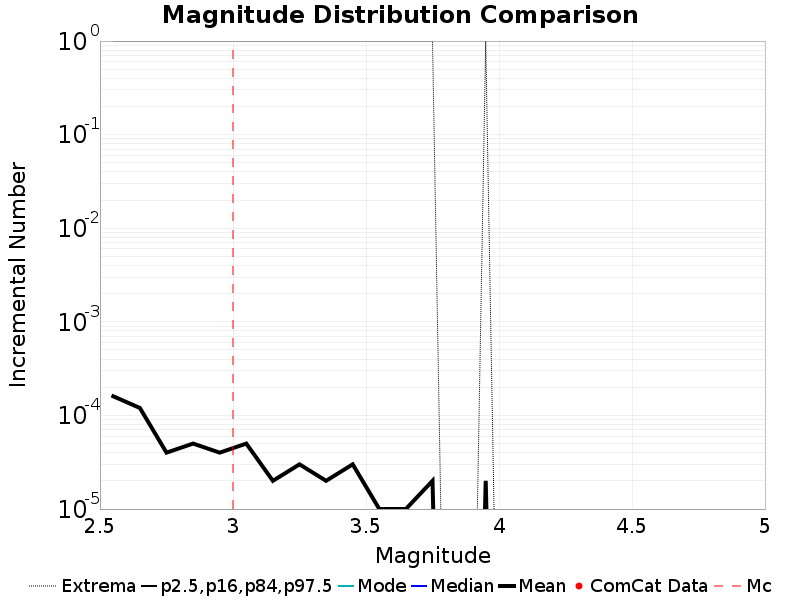 Magnitude Distribution Comparison
10^0
10^-1
10^-2
10^-3
10^-4
10^-5
Incremental Number
2.5 3 3.5 4 4.5 5
Magnitude
Extrema p2.5,p16,p84,p97.5 Mode Median Mean ComCat Data Mc